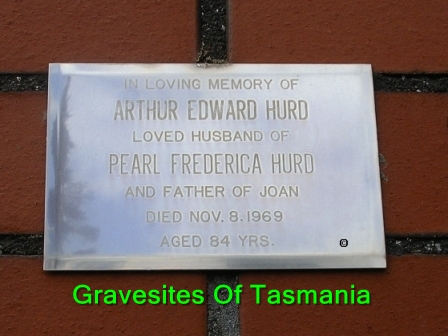 IN LOVING MEMORY OF
ARTHUR EDWARD HURD
LOVED HUSBAND OF
PEARL FREDERICA HURD
AND FATHER OF JOAN
DIED NOV. 8. 1969
AGED 84 YRS.
Gravesites Of Tasmania